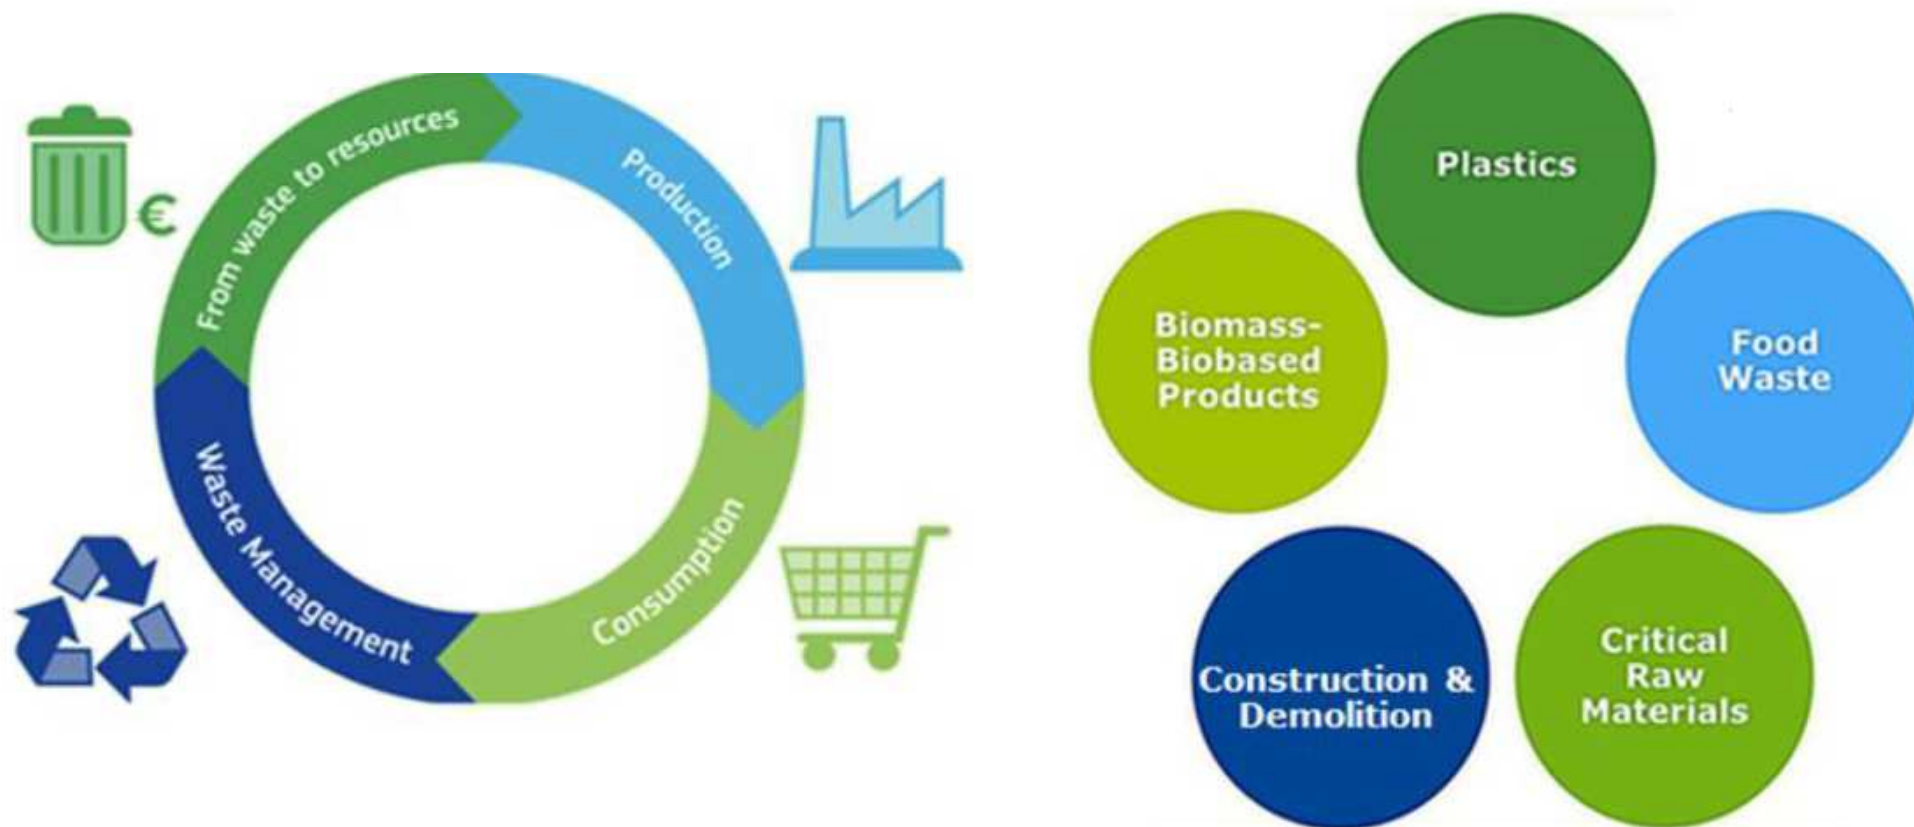 From waste to resources
€
Production
Consumption
Waste Management
Plastics
Food
Waste
Critical
Raw
Materials
Construction &
Demolition
Biomass-
Biobased
Products